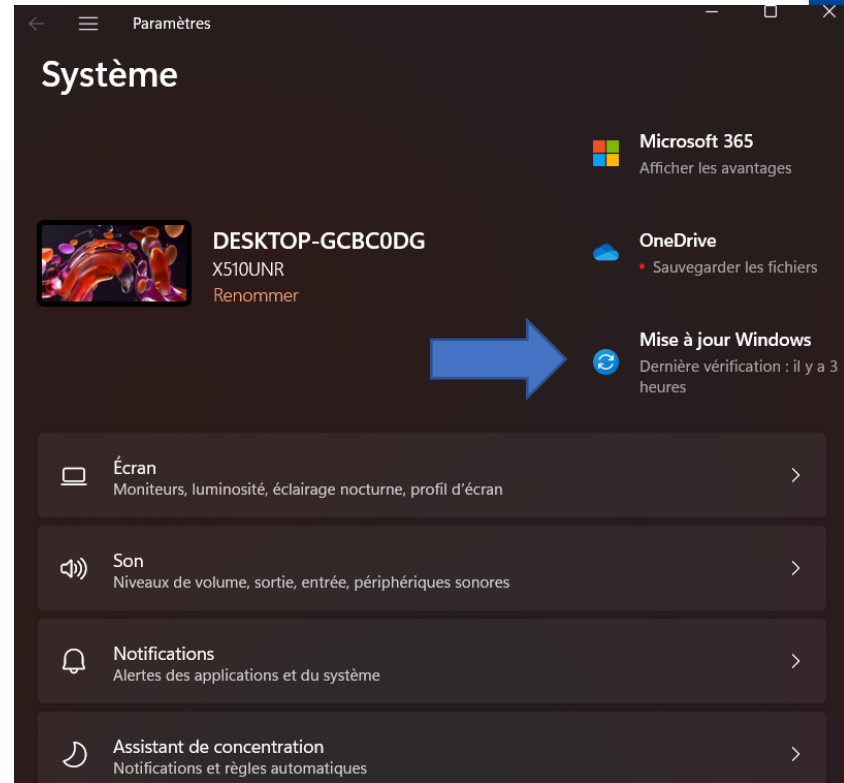 Paramètres
Système
Microsoft 365
Afficher les avantages
DESKTOP-GCBC0DG
X510UNR
Renommer
OneDrive
• Sauvegarder les fichiers
Mise à jour Windows
Dernière vérification : il y a 3
heures
Écran
Moniteurs, luminosité, éclairage nocturne, profil d’écran
Son
Niveaux de volume, sortie, entrée, périphériques sonores
Notifications
Alertes des applications et du système
Assistant de concentration
Notifications et règles automatiques